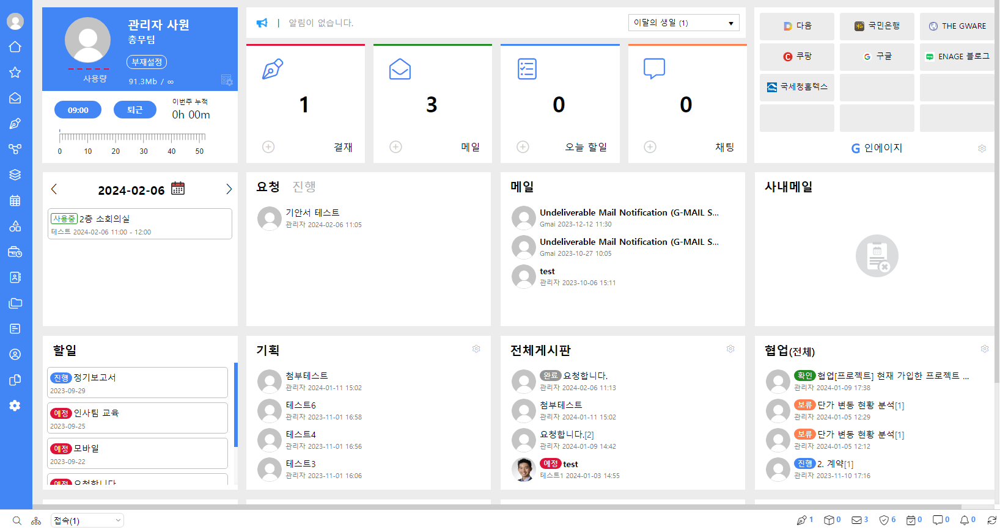 관리자 사원
총무팀
부재설정
사용량
91.3Mb / ∞
09:00
퇴근
이번주 누적
0h 00m
0 10 20 30 40 50
| 알림이 없습니다.
이달의 생일 (1)
1
결재
3
메일
0
오늘 할일
0
채팅
다음
국민은행
THE GWARE
쿠팡
구글
ENAGE 블로그
국세청홈텍스
G 인에이지
2024-02-06
사용중 2층 소회의실
테스트 2024-02-06 11:00 - 12:00
요청 진행
기안서 테스트
관리자 2024-02-06 11:05
메일
Undeliverable Mail Notification (G-MAIL S...
Gmai 2023-12-12 11:30
Undeliverable Mail Notification (G-MAIL S...
Gmai 2023-10-27 10:05
test
관리자 2023-10-06 15:11
사내메일
할일
진행 정기보고서
2023-09-29
예정 인사팀 교육
2023-09-25
예정 모바일
2023-09-22
예정 요청합니다
기획
첨부테스트
관리자 2024-01-11 15:02
테스트6
관리자 2023-11-01 16:58
테스트4
관리자 2023-11-01 16:56
테스트3
관리자 2023-11-01 16:06
전체게시판
완료 요청합니다.
관리자 2024-02-06 11:13
첨부테스트
관리자 2024-01-11 15:02
요청합니다.[2]
관리자 2024-01-09 14:42
예정 test
테스트1 2024-01-03 14:55
협업(전체)
확인 협업[프로젝트] 현재 가입한 프로젝트 ...
관리자 2024-01-09 17:38
보류 단가 변동 현황 분석[1]
관리자 2024-01-05 12:29
보류 단가 변동 현황 분석[1]
관리자 2024-01-05 12:12
진행 2. 계약[1]
관리자 2023-11-10 17:16
접속(1)
1 0 3 6 0 0 0